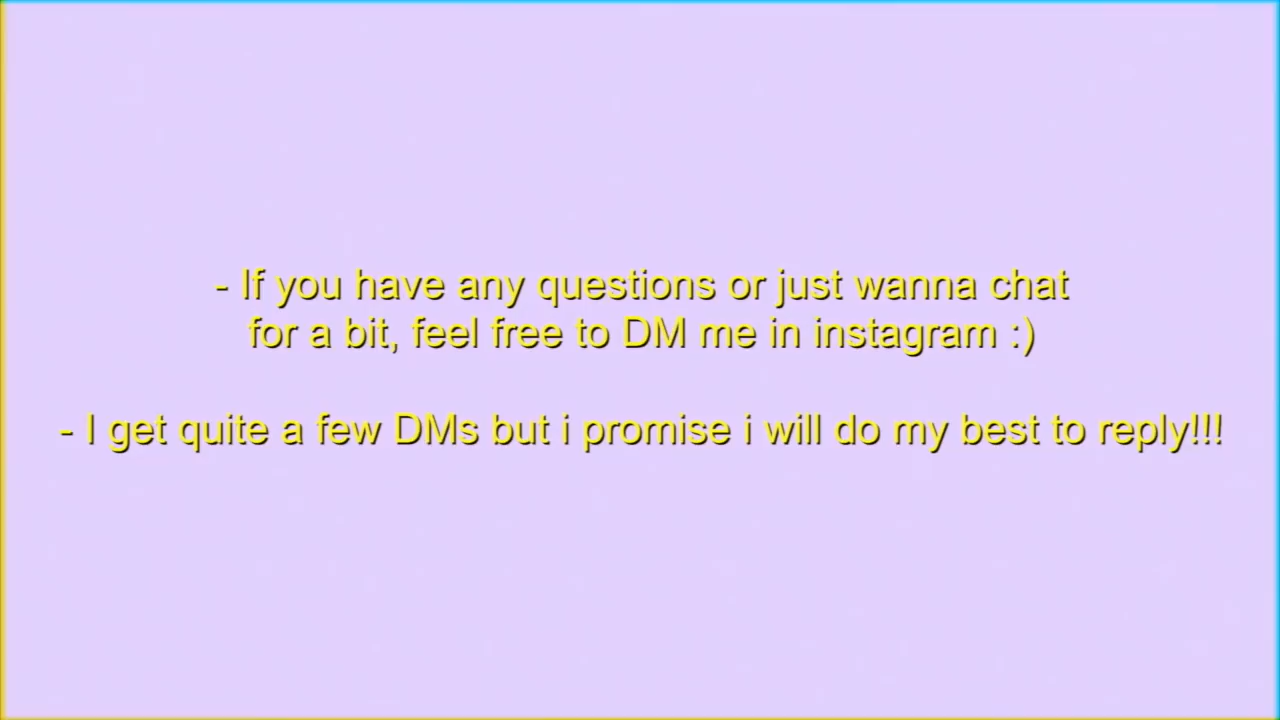 - If you have any questions or just wanna chat
for a bit, feel free to DM me in instagram :)
- I get quite a few DMs but i promise i will do my best to reply!!!